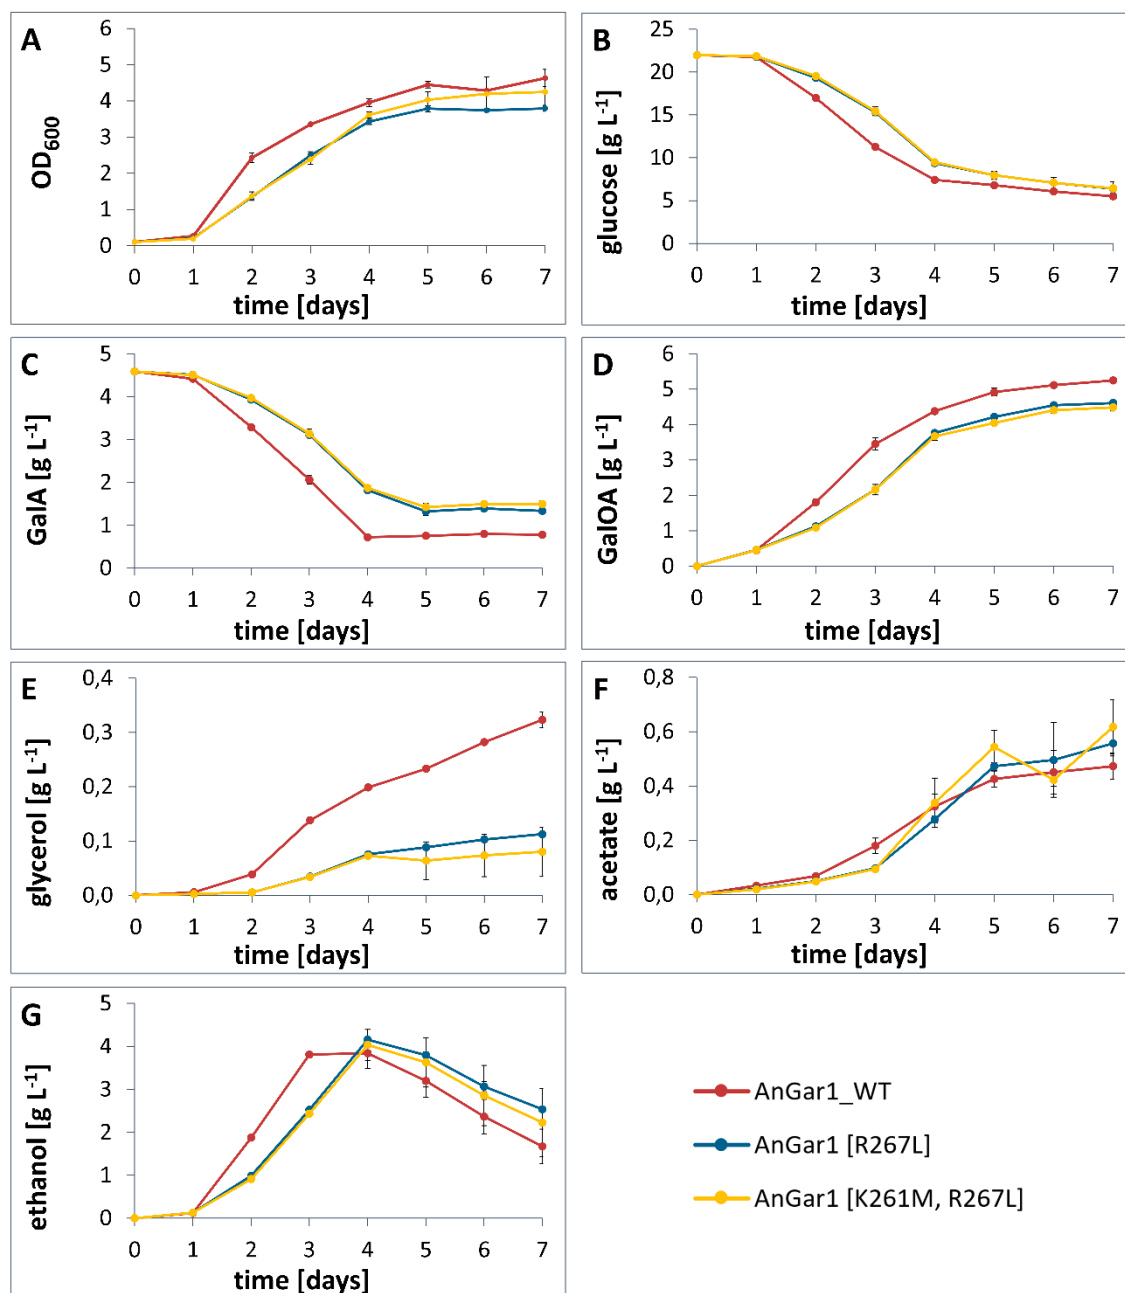 A
OD600
6
5
4
3
2
1
0
0 1 2 3 4 5 6 7
time [days]
B
glucose [g L-1]
25
20
15
10
5
0
0 1 2 3 4 5 6 7
time [days]
C
GalA [g L-1]
5
4
3
2
1
0
0 1 2 3 4 5 6 7
time [days]
D
GalOA [g L-1]
6
5
4
3
2
1
0
0 1 2 3 4 5 6 7
time [days]
E
glycerol [g L-1]
0,4
0,3
0,2
0,1
0,0
0 1 2 3 4 5 6 7
time [days]
F
acetate [g L-1]
0,8
0,6
0,4
0,2
0,0
0 1 2 3 4 5 6 7
time [days]
G
ethanol [g L-1]
5
4
3
2
1
0
0 1 2 3 4 5 6 7
time [days]
AnGar1_WT
AnGar1 [R267L]
AnGar1 [K261M, R267L]